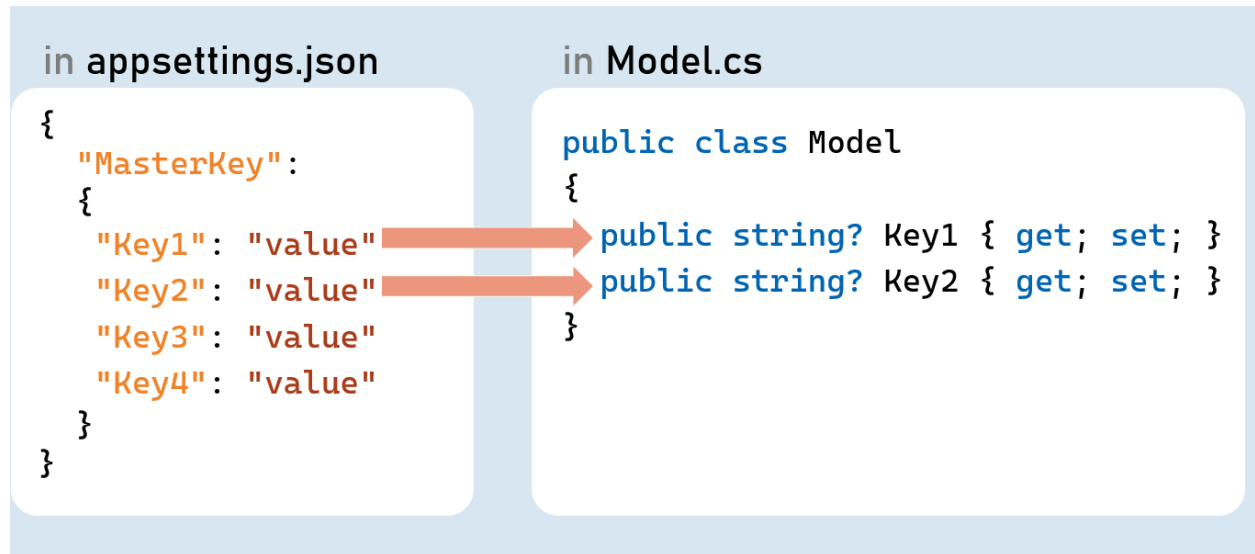 in appsettings.json
{
"MasterKey":
{
"Key1": "value"
"Key2": "value"
"Key3": "value"
"Key4": "value"
}
}
in Model.cs
public class Model
{
public string? Key1 { get; set; }
public string? Key2 { get; set; }
}